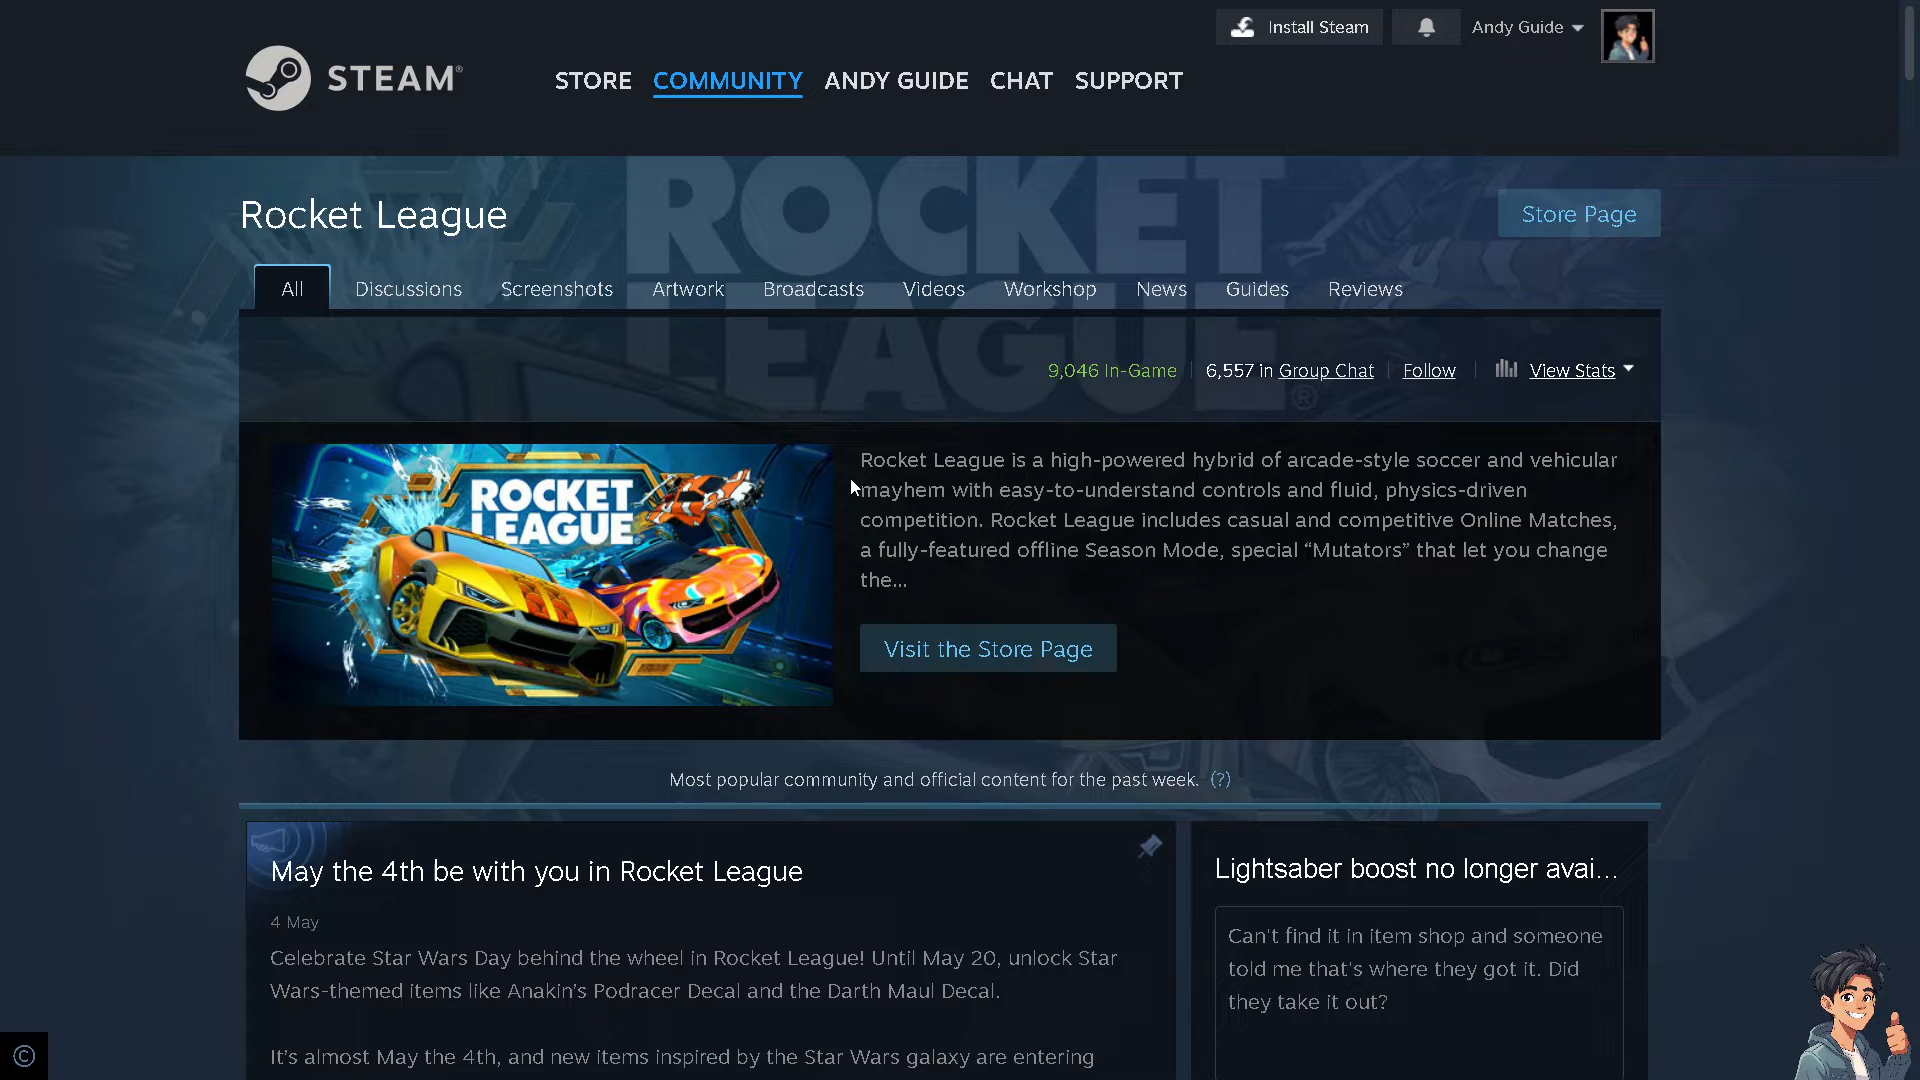 Install Steam
Andy Guide
STEAM®
STORE COMMUNITY ANDY GUIDE CHAT SUPPORT
ROCKET
LEAGUE®
Rocket League
Store Page
All Discussions Screenshots Artwork Broadcasts Videos Workshop News Guides Reviews
9,046 In-Game 6,557 in Group Chat Follow View Stats
ROCKET
LEAGUE
Rocket League is a high-powered hybrid of arcade-style soccer and vehicular
mayhem with easy-to-understand controls and fluid, physics-driven
competition. Rocket League includes casual and competitive Online Matches,
a fully-featured offline Season Mode, special “Mutators” that let you change
the...
Visit the Store Page
Most popular community and official content for the past week. (?)
May the 4th be with you in Rocket League
4 May
Celebrate Star Wars Day behind the wheel in Rocket League! Until May 20, unlock Star
Wars-themed items like Anakin's Podracer Decal and the Darth Maul Decal.
It's almost May the 4th, and new items inspired by the Star Wars galaxy are entering
Lightsaber boost no longer avai...
Can't find it in item shop and someone
told me that's where they got it. Did
they take it out?
©